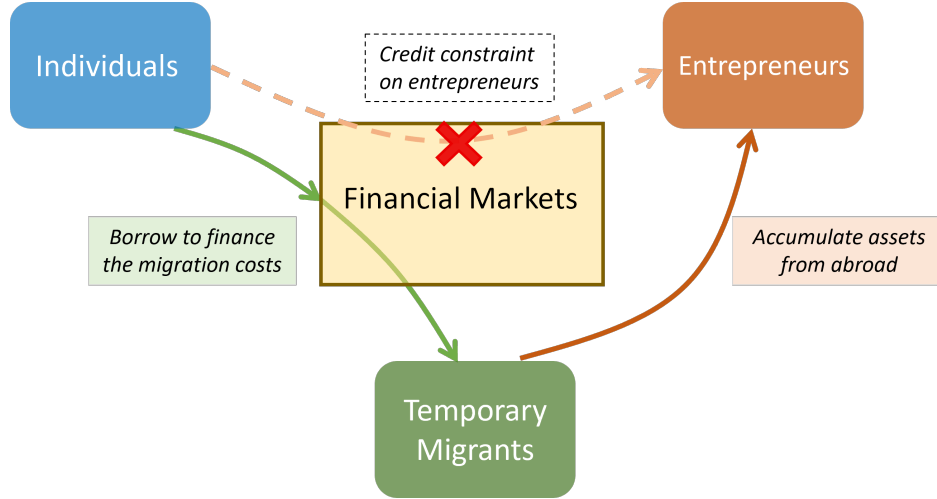 Individuals
Credit constraint
on entrepreneurs
Entrepreneurs
Financial Markets
Borrow to finance
the migration costs
Accumulate assets
from abroad
Temporary
Migrants